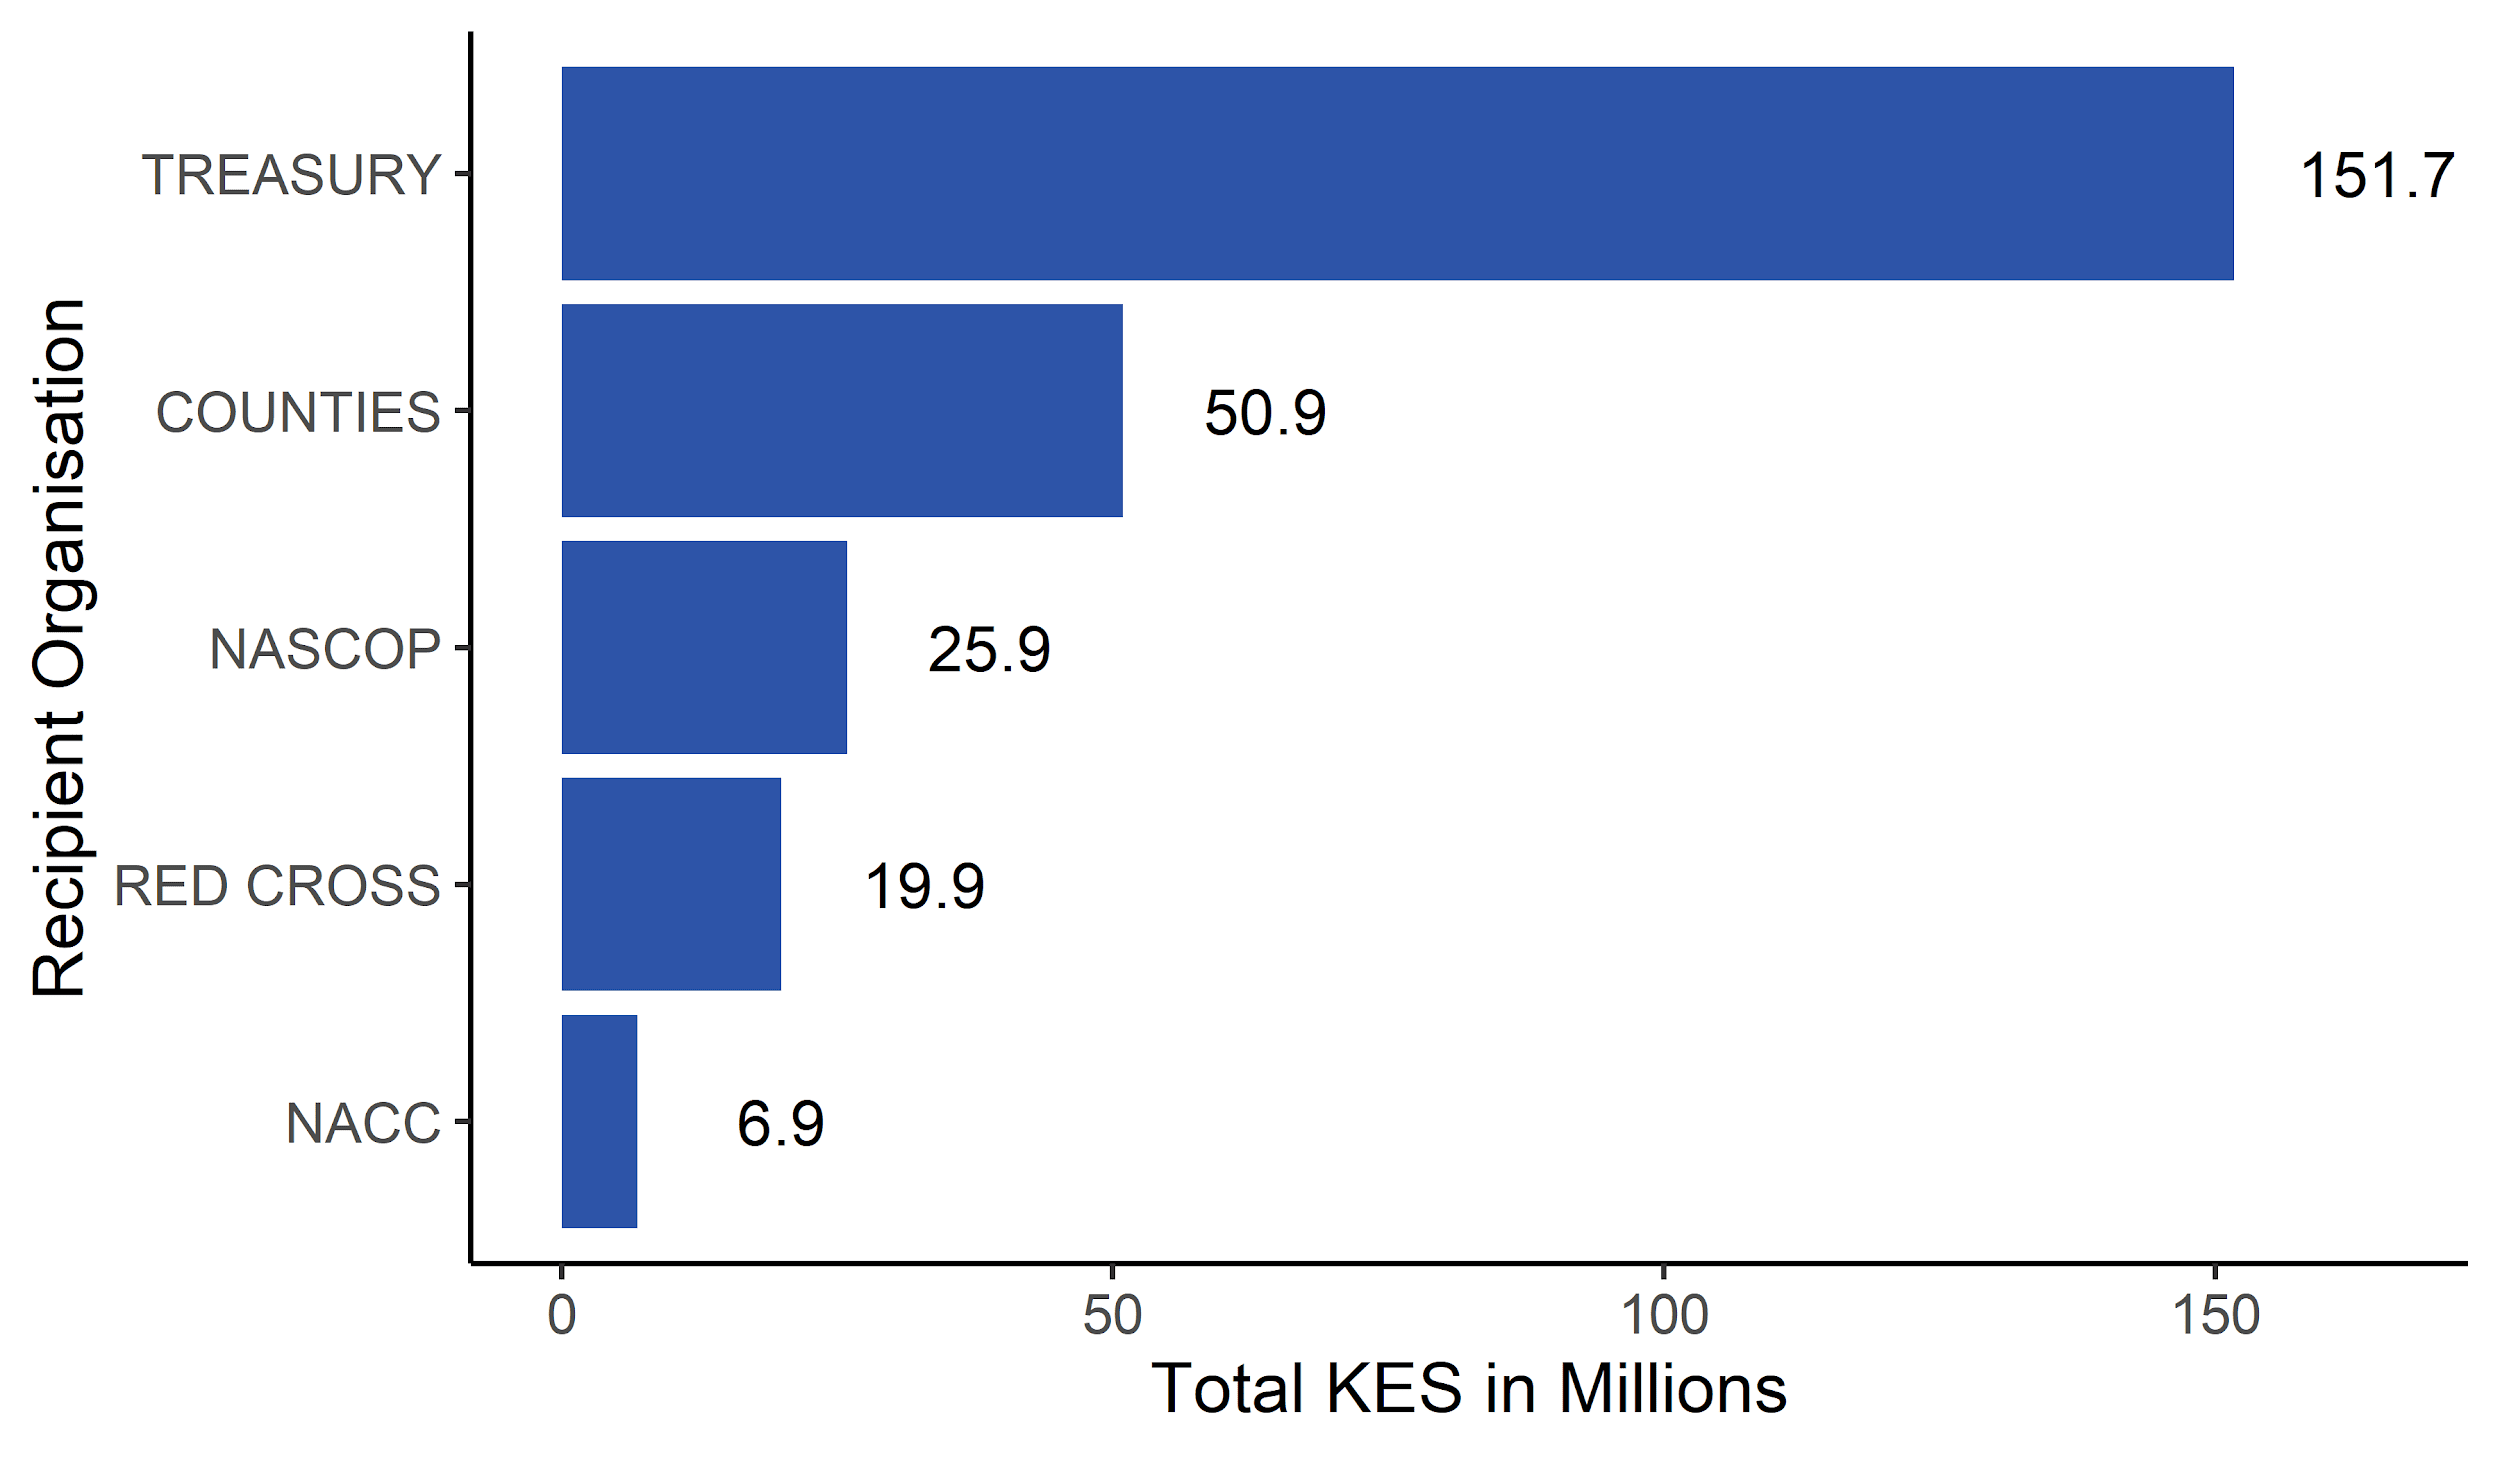 Recipient Organisation
TREASURY
151.7
COUNTIES
50.9
NASCOP
25.9
RED CROSS
19.9
NACC
6.9
0 50 100 150
Total KES in Millions